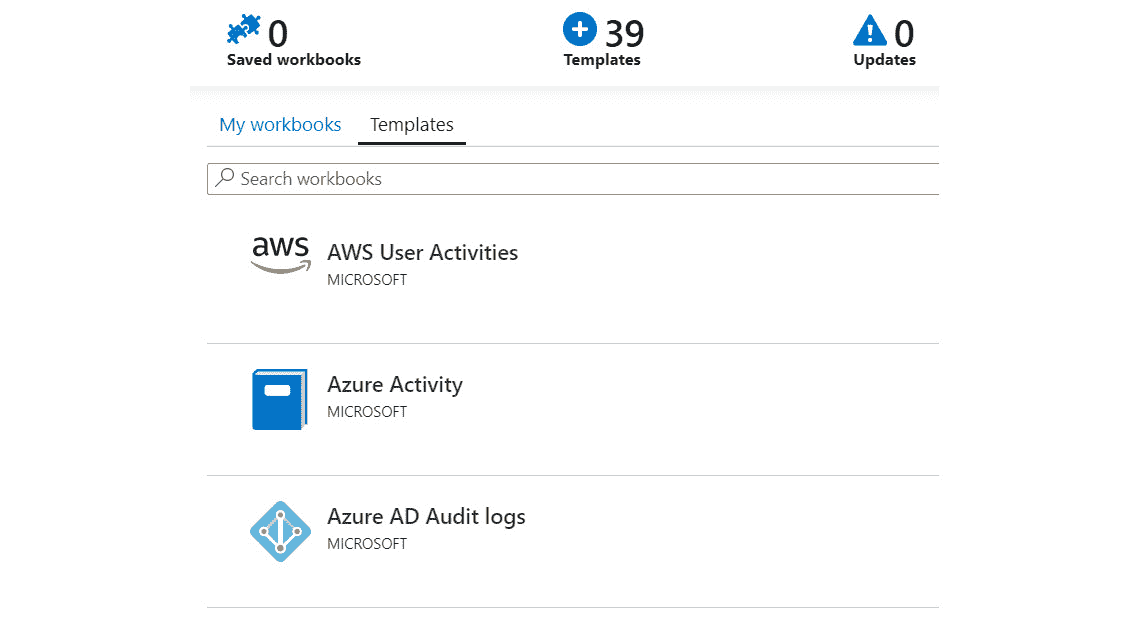 0
Saved workbooks
39
Templates
0
Updates
My workbooks
Templates
Search workbooks
aws
AWS User Activities
MICROSOFT
Azure Activity
MICROSOFT
Azure AD Audit logs
MICROSOFT